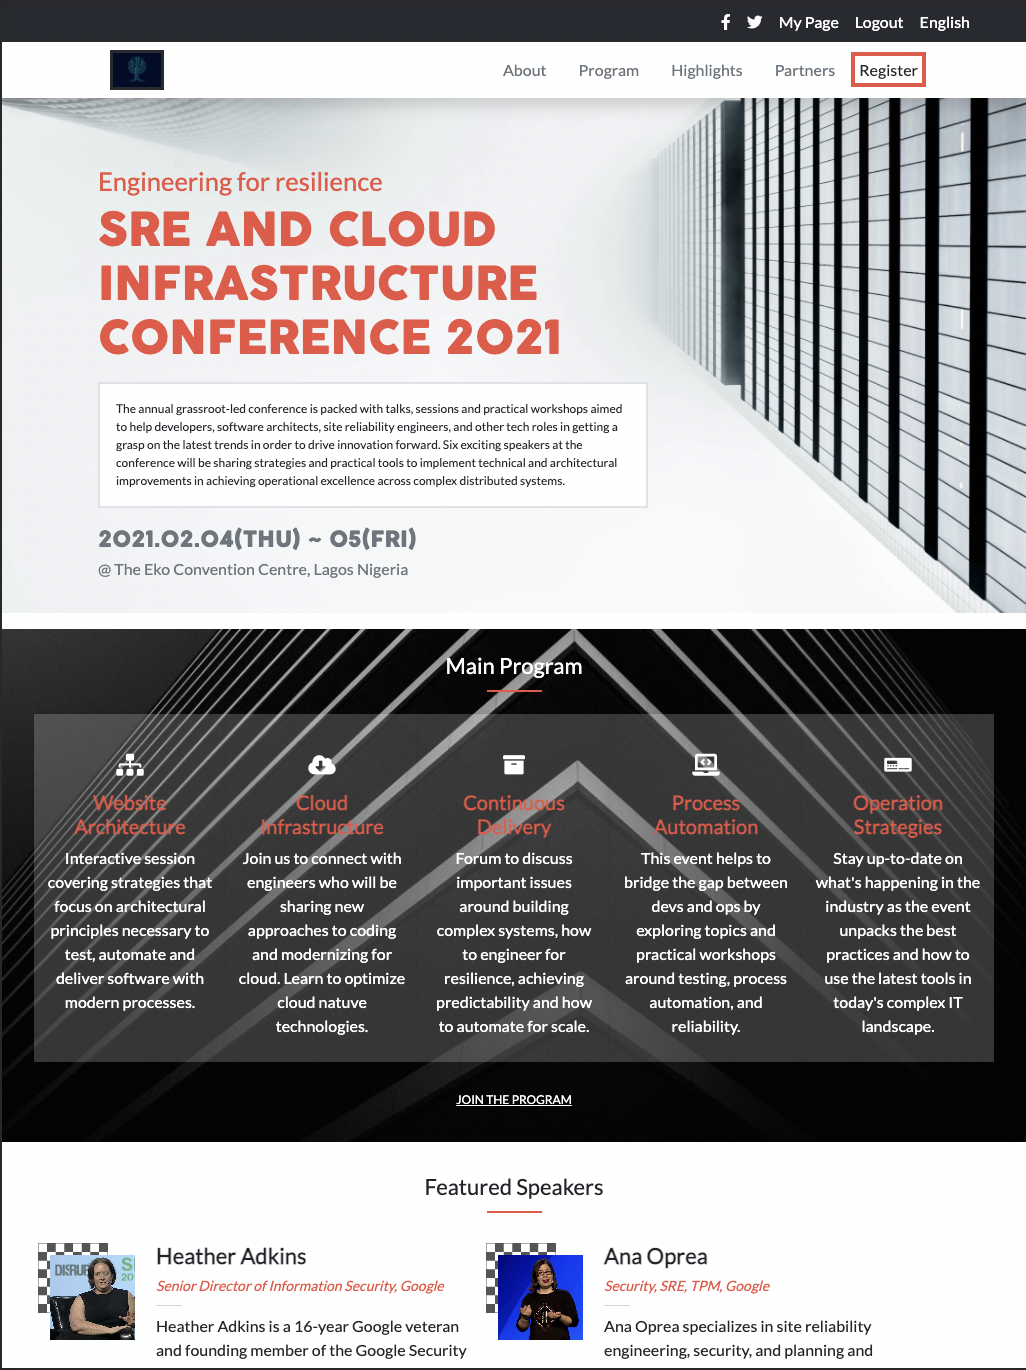 My Page Logout English
About Program Highlights Partners Register
Engineering for resilience
SRE AND CLOUD
INFRASTRUCTURE
CONFERENCE 2021
The annual grassroot-led conference is packed with talks, sessions and practical workshops aimed
to help developers, software architects, site reliability engineers, and other tech roles in getting a
grasp on the latest trends in order to drive innovation forward. Six exciting speakers at the
conference will be sharing strategies and practical tools to implement technical and architectural
improvements in achieving operational excellence across complex distributed systems.
2021.02.04(THU) ~ 05(FRI)
@ The Eko Convention Centre, Lagos Nigeria
Main Program
Website
Architecture
Interactive session
covering strategies that
focus on architectural
principles necessary to
test, automate and
deliver software with
modern processes.
Cloud
Infrastructure
Join us to connect with
engineers who will be
sharing new
approaches to coding
and modernizing for
cloud. Learn to optimize
cloud natuve
technologies.
Continuous
Delivery
Forum to discuss
important issues
around building
complex systems, how
to engineer for
resilience, achieving
predictability and how
to automate for scale.
Process
Automation
This event helps to
bridge the gap between
devs and ops by
exploring topics and
practical workshops
around testing, process
automation, and
reliability.
Operation
Strategies
Stay up-to-date on
what's happening in the
industry as the event
unpacks the best
practices and how to
use the latest tools in
today's complex IT
landscape.
JOIN THE PROGRAM
Featured Speakers
DISRUP S
20
Heather Adkins
Senior Director of Information Security, Google
Heather Adkins is a 16-year Google veteran
and founding member of the Google Security
Ana Oprea
Security, SRE, TPM, Google
Ana Oprea specializes in site reliability
engineering, security, and planning and